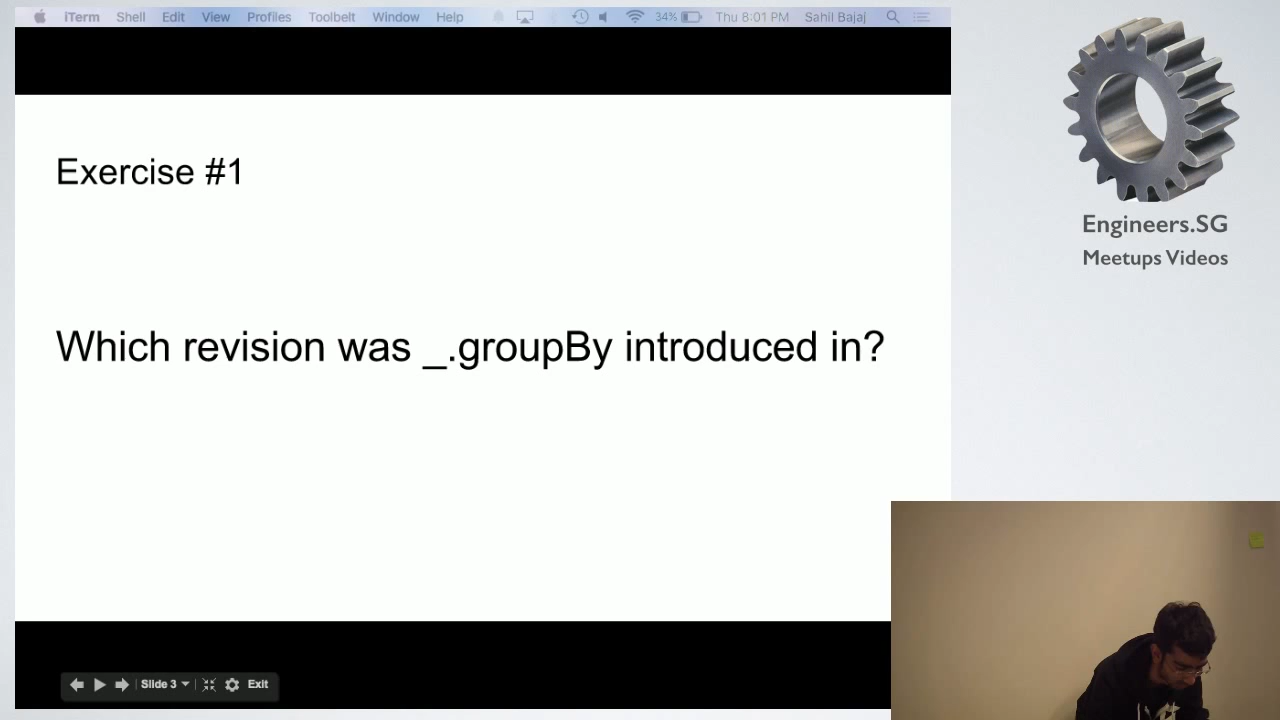 iTerm Shell Edit View Profiles Toolbelt Window Help 34% Thu 8:01 PM Sahil Bajaj
Exercise #1
Which revision was _.groupBy introduced in?
Slide 3 Exit
Engineers.SG
Meetups Videos